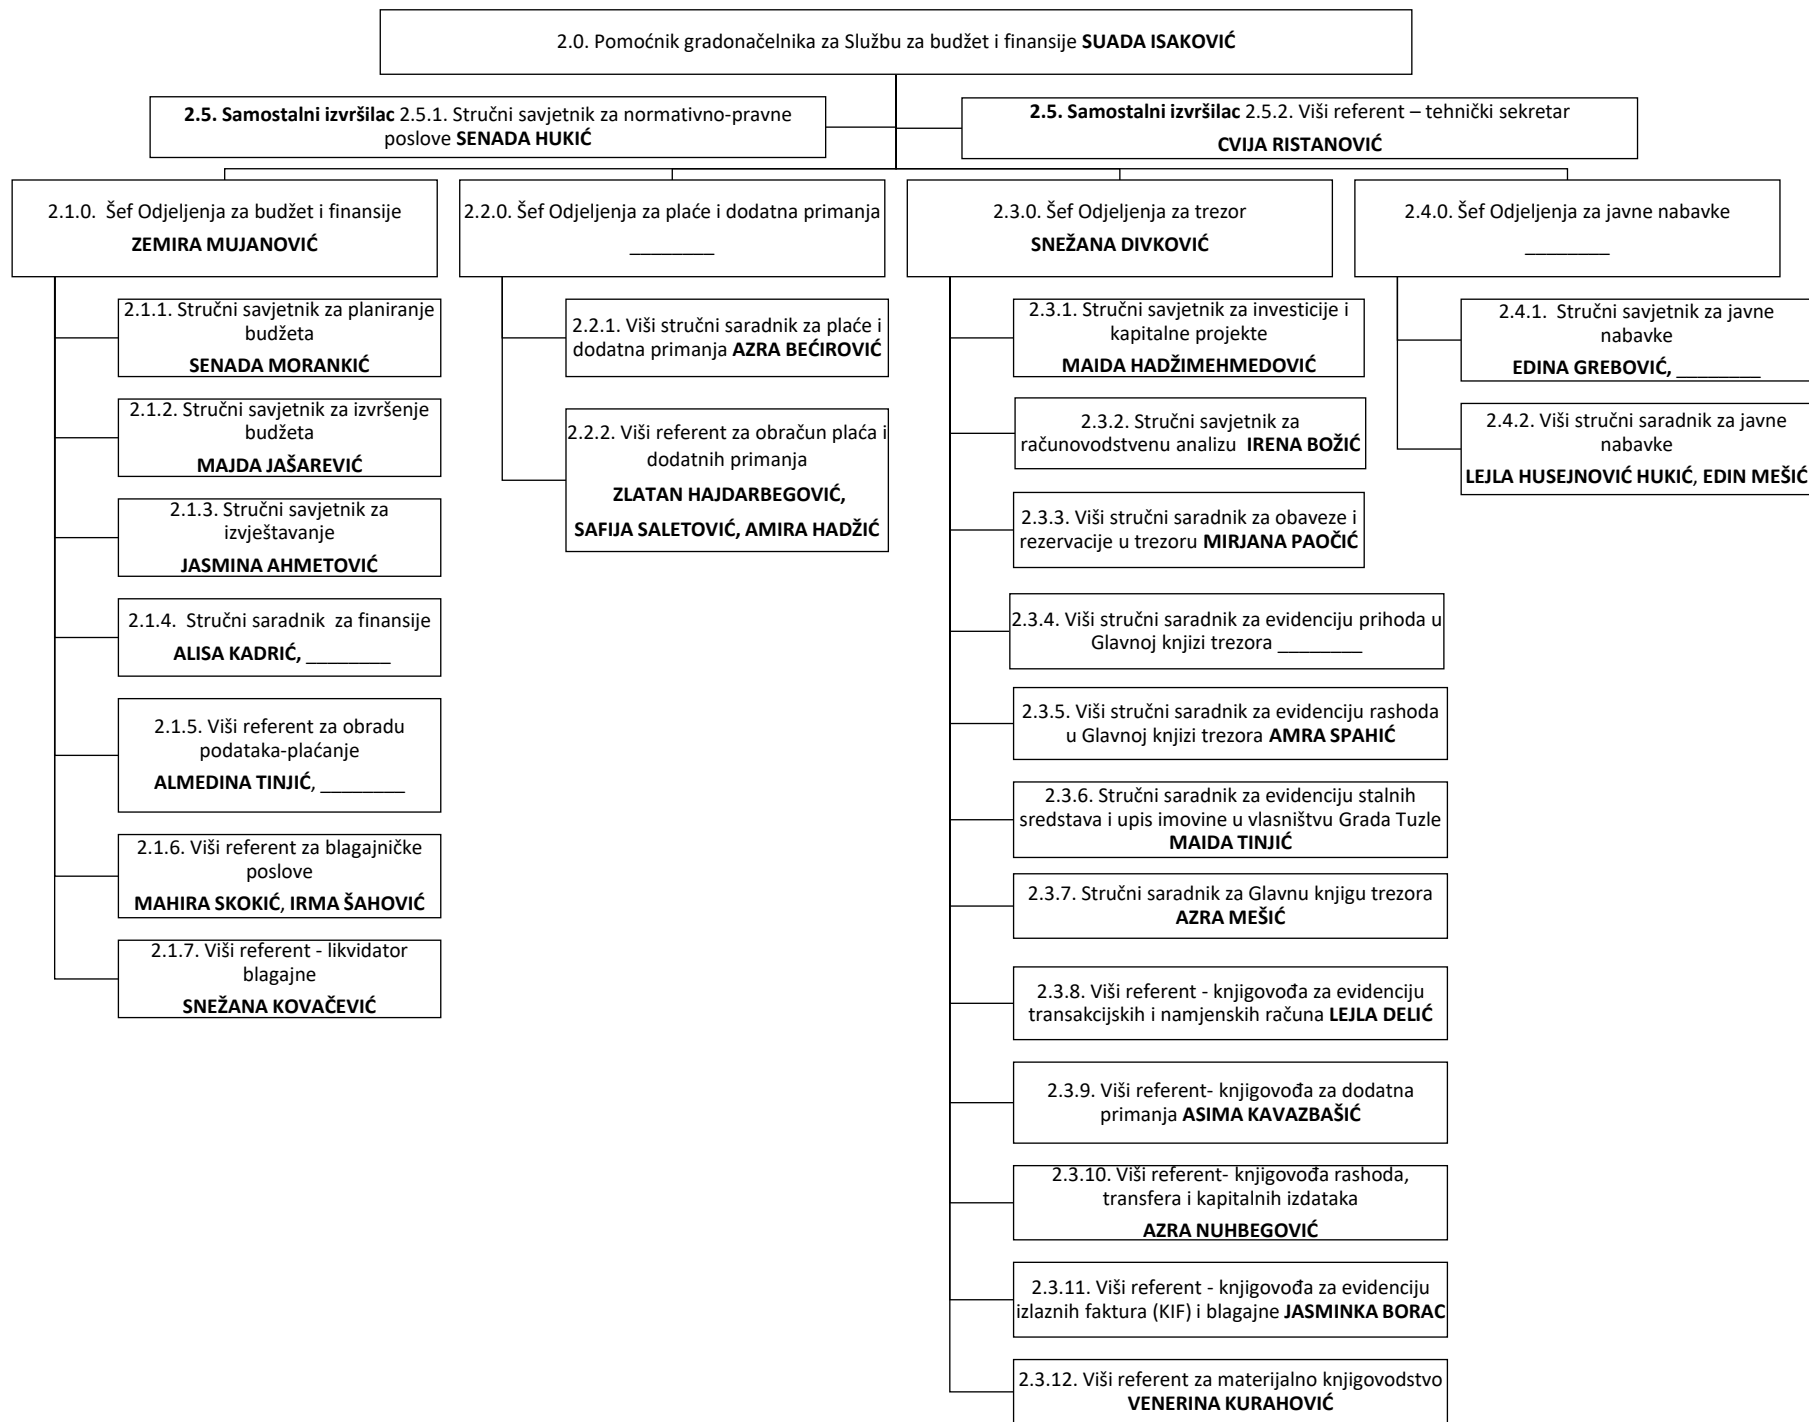 2.0. Pomoćnik gradonačelnika za Službu za budžet i finansije SUADA ISAKOVIĆ
2.5. Samostalni izvršilac 2.5.1. Stručni savjetnik za normativno-pravne
poslove SENADA HUKIĆ
2.5. Samostalni izvršilac 2.5.2. Viši referent – tehnički sekretar
CVIJA RISTANOVIĆ
2.1.0. Šef Odjeljenja za budžet i finansije
ZEMIRA MUJANOVIĆ
2.1.1. Stručni savjetnik za planiranje
budžeta
SENADA MORANKIĆ
2.1.2. Stručni savjetnik za izvršenje
budžeta
MAJDA JAŠAREVIĆ
2.1.3. Stručni savjetnik za
izvještavanje
JASMINA AHMETOVIĆ
2.1.4. Stručni saradnik za finansije
ALISA KADRIĆ, ________
2.1.5. Viši referent za obradu
podataka-plaćanje
ALMEDINA TINJIĆ, ________
2.1.6. Viši referent za blagajničke
poslove
MAHIRA SKOKIĆ, IRMA ŠAHOVIĆ
2.1.7. Viši referent - likvidator
blagajne
SNEŽANA KOVAČEVIĆ
2.2.0. Šef Odjeljenja za plaće i dodatna primanja
________
2.2.1. Viši stručni saradnik za plaće i
dodatna primanja AZRA BEĆIROVIĆ
2.2.2. Viši referent za obračun plaća i
dodatnih primanja
ZLATAN HAJDARBEGOVIĆ,
SAFIJA SALETOVIĆ, AMIRA HADŽIĆ
2.3.0. Šef Odjeljenja za trezor
SNEŽANA DIVKOVIĆ
2.3.1. Stručni savjetnik za investicije i
kapitalne projekte
MAIDA HADŽIMEHMEDOVIĆ
2.3.2. Stručni savjetnik za
računovodstvenu analizu IRENA BOŽIĆ
2.3.3. Viši stručni saradnik za obaveze i
rezervacije u trezoru MIRJANA PAOČIĆ
2.3.4. Viši stručni saradnik za evidenciju prihoda u
Glavnoj knjizi trezora ________
2.3.5. Viši stručni saradnik za evidenciju rashoda
u Glavnoj knjizi trezora AMRA SPAHIĆ
2.3.6. Stručni saradnik za evidenciju stalnih
sredstava i upis imovine u vlasništvu Grada Tuzle
MAIDA TINJIĆ
2.3.7. Stručni saradnik za Glavnu knjigu trezora
AZRA MEŠIĆ
2.3.8. Viši referent - knjigovođa za evidenciju
transakcijskih i namjenskih računa LEJLA DELIĆ
2.3.9. Viši referent- knjigovođa za dodatna
primanja ASIMA KAVAZBAŠIĆ
2.3.10. Viši referent- knjigovođa rashoda,
transfera i kapitalnih izdataka
AZRA NUHBEGOVIĆ
2.3.11. Viši referent - knjigovođa za evidenciju
izlaznih faktura (KIF) i blagajne JASMINKA BORAC
2.3.12. Viši referent za materijalno knjigovodstvo
VENERINA KURAHOVIĆ
2.4.0. Šef Odjeljenja za javne nabavke
________
2.4.1. Stručni savjetnik za javne
nabavke
EDINA GREBOVIĆ, ________
2.4.2. Viši stručni saradnik za javne
nabavke
LEJLA HUSEJNOVIĆ HUKIĆ, EDIN MEŠIĆ